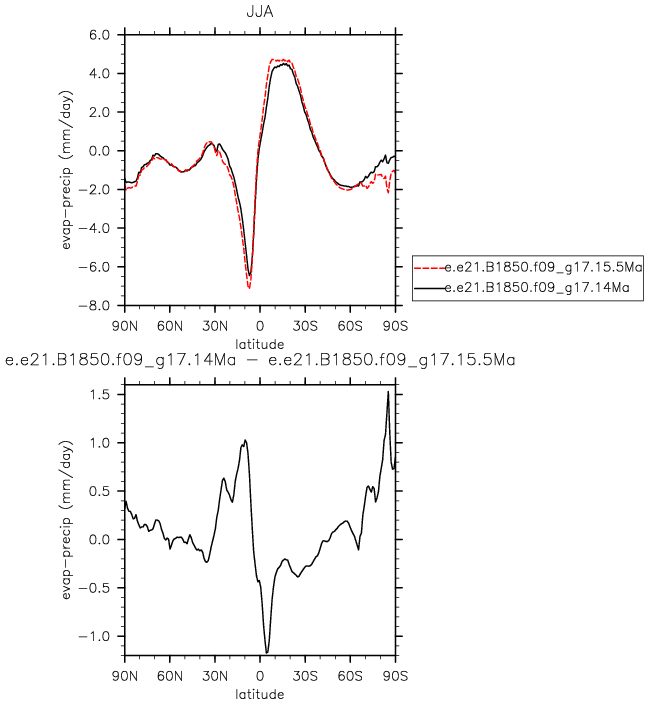 JJA
6.0
4.0
2.0
0.0
-2.0
-4.0
-6.0
-8.0
evap-precip (mm/day)
90N 60N 30N 0 30S 60S 90S
latitude
e.e21.B1850.f09_g17.15.5Ma
e.e21.B1850.f09_g17.14Ma
e.e21.B1850.f09_g17.14Ma - e.e21.B1850.f09_g17.15.5Ma
1.5
1.0
0.5
0.0
-0.5
-1.0
evap-precip (mm/day)
90N 60N 30N 0 30S 60S 90S
latitude